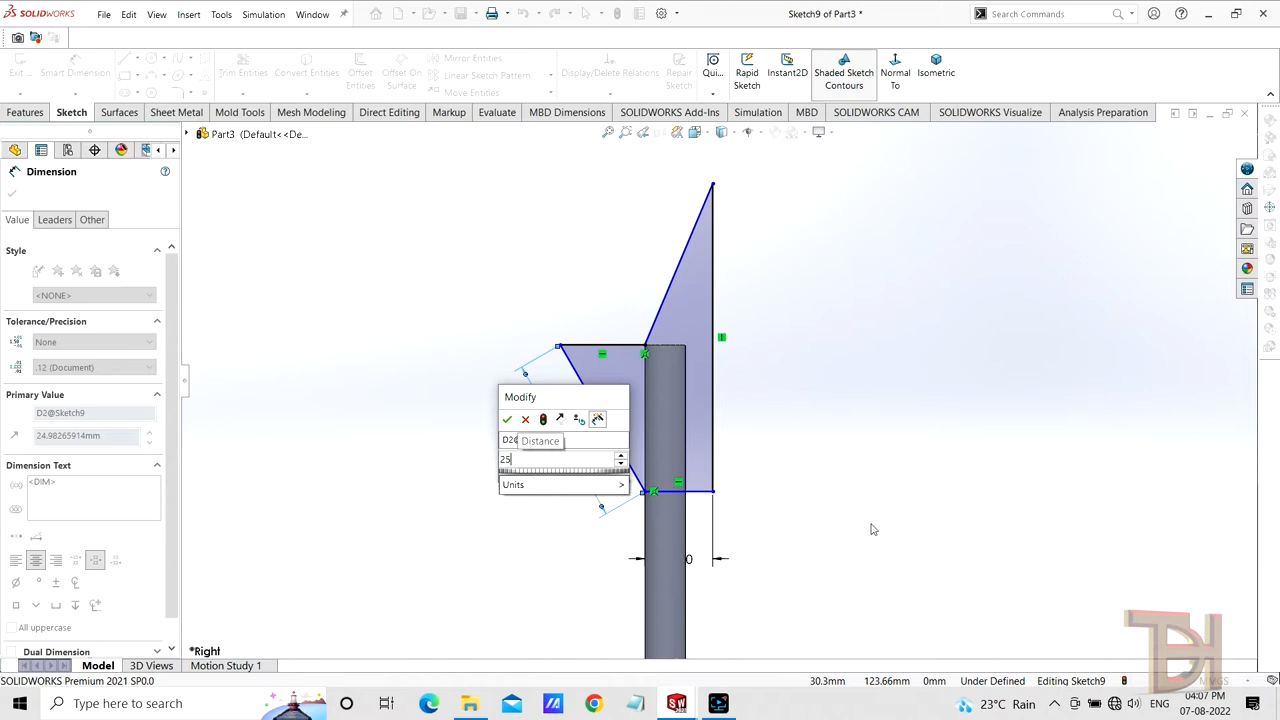 SOLIDWORKS File Edit View Insert Tools Simulation Window Sketch9 of Part3 * Search Commands
Exit ... Smart Dimension Trim Entities Convert Entities Offset Entities Offset On Surface Mirror Entities Linear Sketch Pattern Move Entities Display/Delete Relations Repair Sketch Qui... Rapid Sketch Instant2D Shaded Sketch Contours Normal To Isometric
Features Sketch Surfaces Sheet Metal Mold Tools Mesh Modeling Direct Editing Markup Evaluate MBD Dimensions SOLIDWORKS Add-Ins Simulation MBD SOLIDWORKS CAM SOLIDWORKS Visualize Analysis Preparation
Part3 (Default<<De...
Dimension
Value Leaders Other
Style
<NONE>
Tolerance/Precision
None
.12 (Document)
Primary Value
D2@Sketch9
24.98265914mm
Dimension Text
<DIM>
All uppercase
Dual Dimension
Modify
D2@
Distance
25
Units >
0
*Right
Model 3D Views Motion Study 1
SOLIDWORKS Premium 2021 SP0.0 30.3mm 123.66mm 0mm Under Defined Editing Sketch9 MMGS
TH
Type here to search 23°C Rain ENG 04:07 PM
07-08-2022